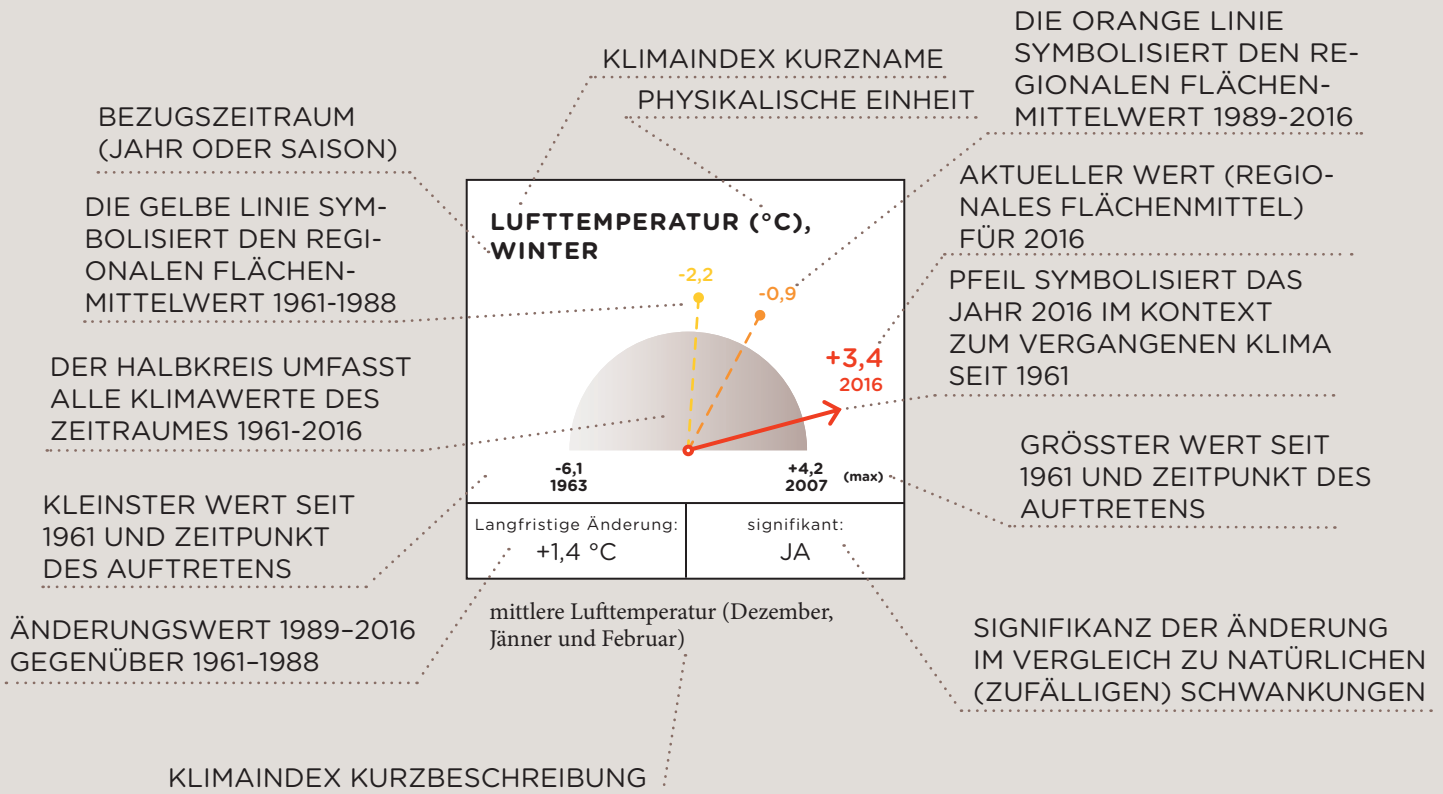 KLIMAINDEX KURZNAME
PHYSIKALISCHE EINHEIT
DIE ORANGE LINIE
SYMBOLISIERT DEN RE-
GIONALEN FLÄCHEN-
MITTELWERT 1989-2016
BEZUGSZEITRAUM
(JAHR ODER SAISON)
DIE GELBE LINIE SYM-
BOLISIERT DEN REGI-
ONALEN FLÄCHEN-
MITTELWERT 1961-1988
DER HALBKREIS UMFASST
ALLE KLIMAWERTE DES
ZEITRAUMES 1961-2016
KLEINSTER WERT SEIT
1961 UND ZEITPUNKT
DES AUFTRETENS
ÄNDERUNGSWERT 1989–2016
GEGENÜBER 1961–1988
LUFTTEMPERATUR (°C),
WINTER
-2,2
-0,9
+3,4
2016
-6,1
1963
+4,2
2007
(max)
Langfristige Änderung:
+1,4 °C
signifikant:
JA
mittlere Lufttemperatur (Dezember,
Jänner und Februar)
AKTUELLER WERT (REGIO-
NALES FLÄCHENMITTEL)
FÜR 2016
PFEIL SYMBOLISIERT DAS
JAHR 2016 IM KONTEXT
ZUM VERGANGENEN KLIMA
SEIT 1961
GRÖSSTER WERT SEIT
1961 UND ZEITPUNKT DES
AUFTRETENS
SIGNIFIKANZ DER ÄNDERUNG
IM VERGLEICH ZU NATÜRLICHEN
(ZUFÄLLIGEN) SCHWANKUNGEN
KLIMAINDEX KURZBESCHREIBUNG